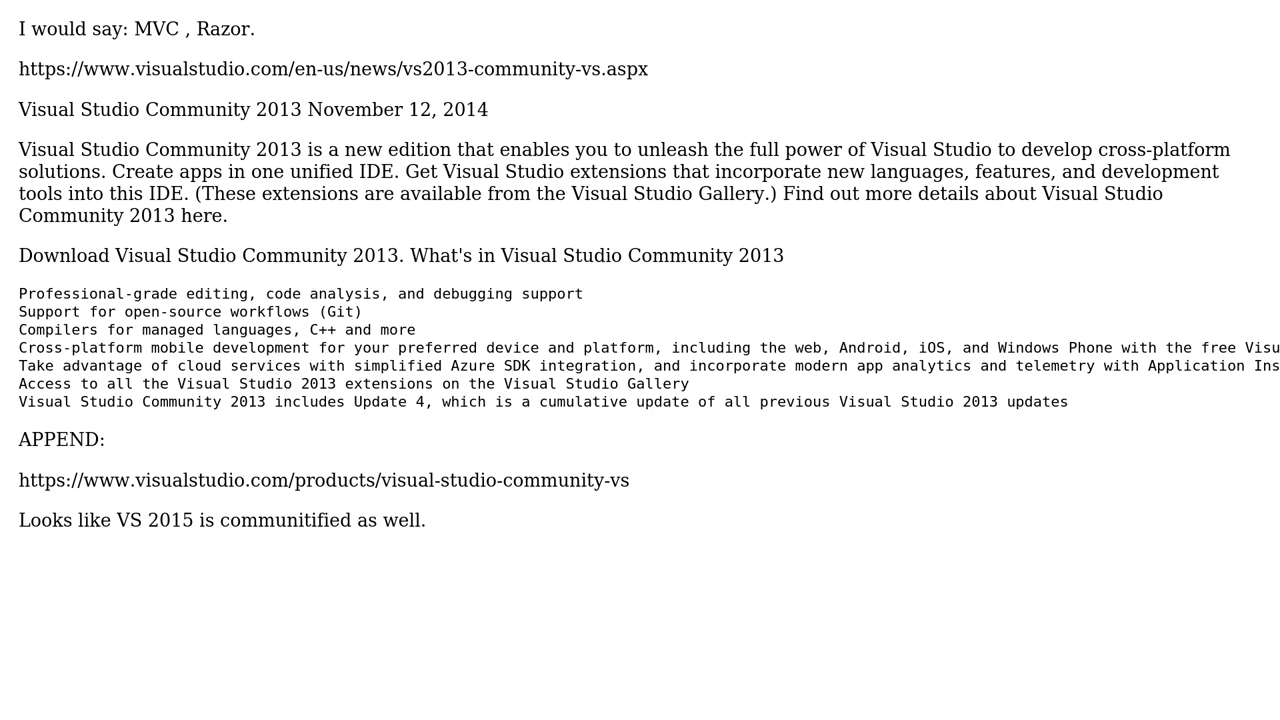 I would say: MVC , Razor.
https://www.visualstudio.com/en-us/news/vs2013-community-vs.aspx
Visual Studio Community 2013 November 12, 2014
Visual Studio Community 2013 is a new edition that enables you to unleash the full power of Visual Studio to develop cross-platform
solutions. Create apps in one unified IDE. Get Visual Studio extensions that incorporate new languages, features, and development
tools into this IDE. (These extensions are available from the Visual Studio Gallery.) Find out more details about Visual Studio
Community 2013 here.
Download Visual Studio Community 2013. What's in Visual Studio Community 2013
Professional-grade editing, code analysis, and debugging support
Support for open-source workflows (Git)
Compilers for managed languages, C++ and more
Cross-platform mobile development for your preferred device and platform, including the web, Android, iOS, and Windows Phone with the free Visu
Take advantage of cloud services with simplified Azure SDK integration, and incorporate modern app analytics and telemetry with Application Ins
Access to all the Visual Studio 2013 extensions on the Visual Studio Gallery
Visual Studio Community 2013 includes Update 4, which is a cumulative update of all previous Visual Studio 2013 updates
APPEND:
https://www.visualstudio.com/products/visual-studio-community-vs
Looks like VS 2015 is communitified as well.